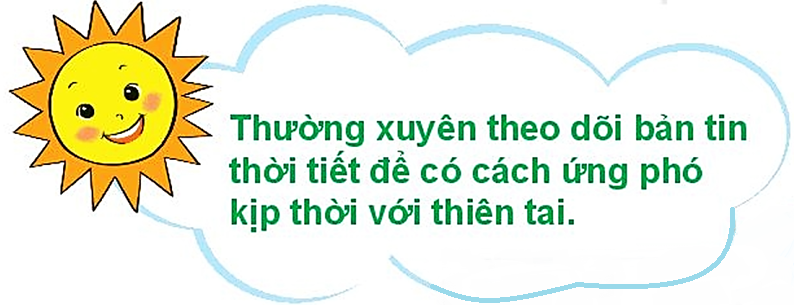 Thường xuyên theo dõi bản tin
thời tiết để có cách ứng phó
kịp thời với thiên tai.